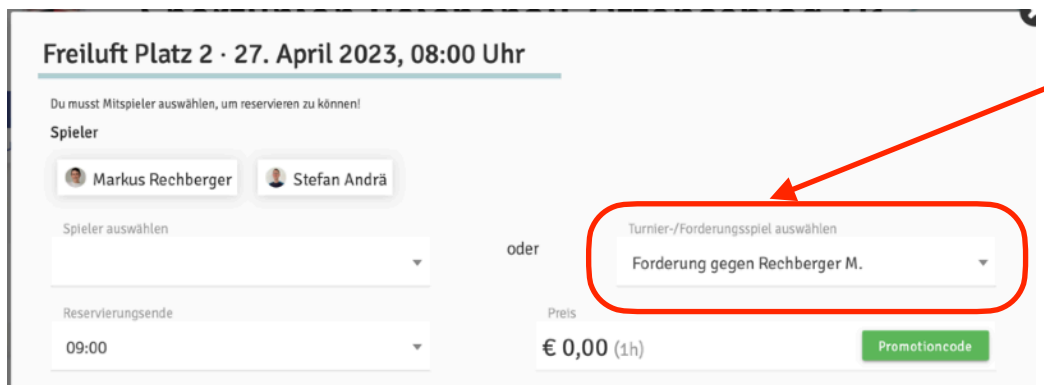 Freiluft Platz 2 · 27. April 2023, 08:00 Uhr
Du musst Mitspieler auswählen, um reservieren zu können!
Spieler
Markus Rechberger Stefan Andrä
Spieler auswählen
oder
Turnier-/Forderungsspiel auswählen
Forderung gegen Rechberger M.
Reservierungsende
09:00
Preis
€ 0,00 (1h)
Promotioncode